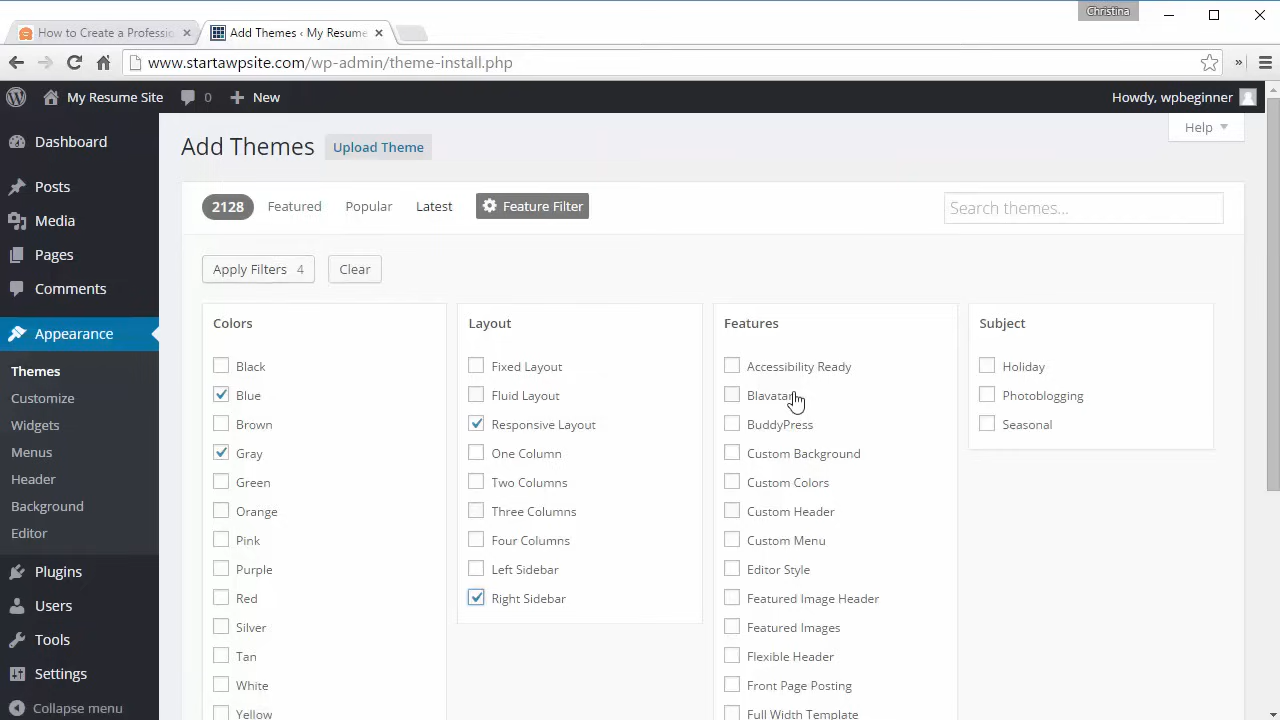 Christina
How to Create a Professio
Add Themes ‹ My Resume
www.startawpsite.com/wp-admin/theme-install.php
My Resume Site
0
New
Howdy, wpbeginner
Dashboard
Posts
Media
Pages
Comments
Appearance
Themes
Customize
Widgets
Menus
Header
Background
Editor
Plugins
Users
Tools
Settings
Collapse menu
Add Themes
Upload Theme
Help
2128
Featured
Popular
Latest
Feature Filter
Search themes...
Apply Filters 4
Clear
Colors
Black
Blue
Brown
Gray
Green
Orange
Pink
Purple
Red
Silver
Tan
White
Yellow
Layout
Fixed Layout
Fluid Layout
Responsive Layout
One Column
Two Columns
Three Columns
Four Columns
Left Sidebar
Right Sidebar
Features
Accessibility Ready
Blavatar
BuddyPress
Custom Background
Custom Colors
Custom Header
Custom Menu
Editor Style
Featured Image Header
Featured Images
Flexible Header
Front Page Posting
Full Width Template
Subject
Holiday
Photoblogging
Seasonal